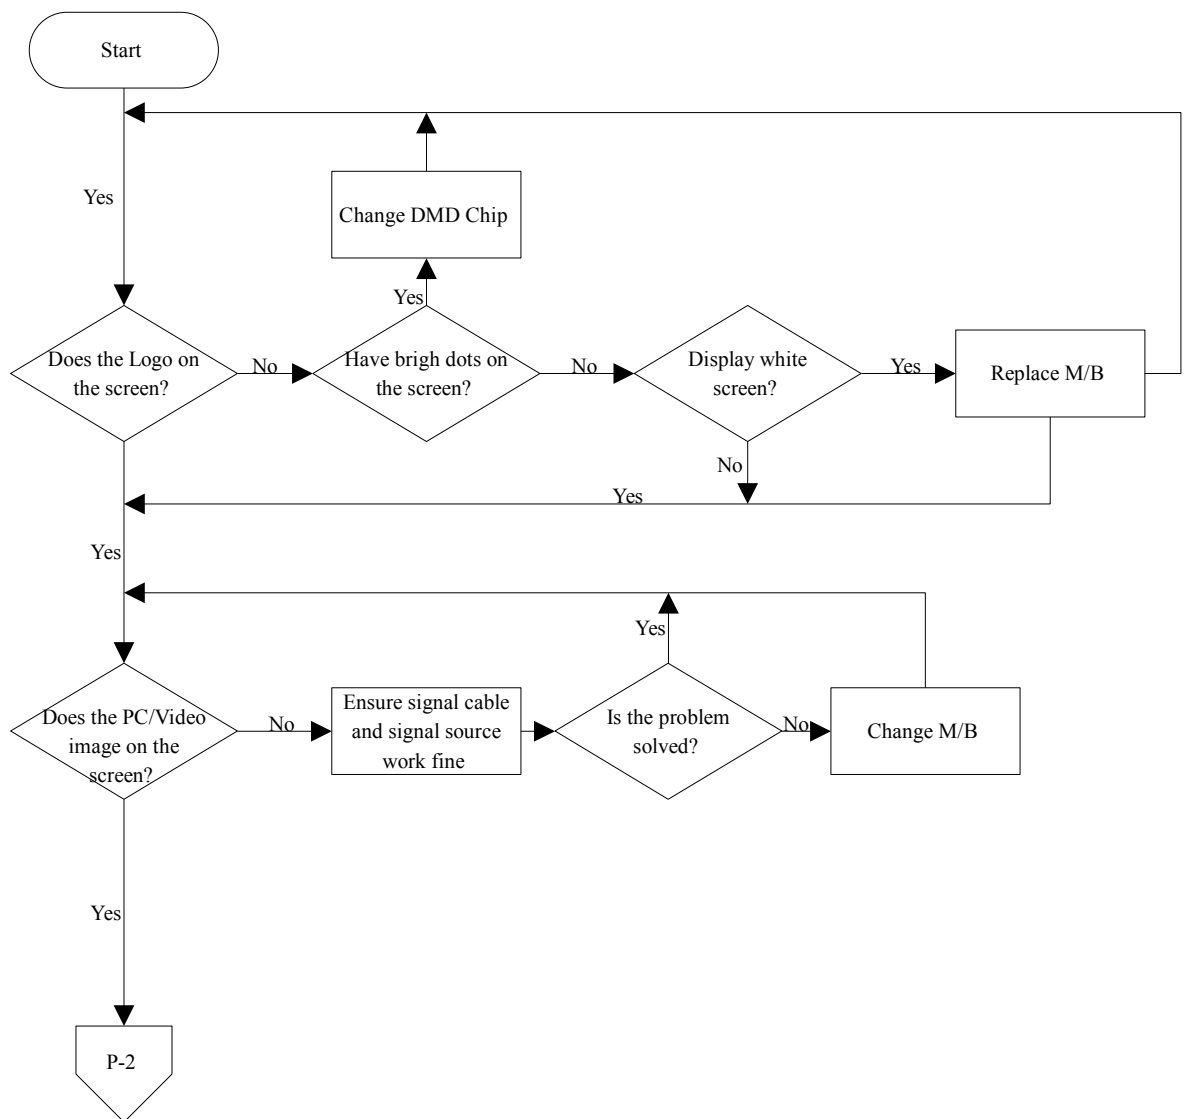 Start
Yes
Change DMD Chip
Yes
Does the Logo on
the screen?
No
Have brigh dots on
the screen?
No
Display white
screen?
Yes
Replace M/B
No
Yes
Yes
Yes
Does the PC/Video
image on the
screen?
No
Ensure signal cable
and signal source
work fine
Is the problem
solved?
No
Change M/B
Yes
P-2